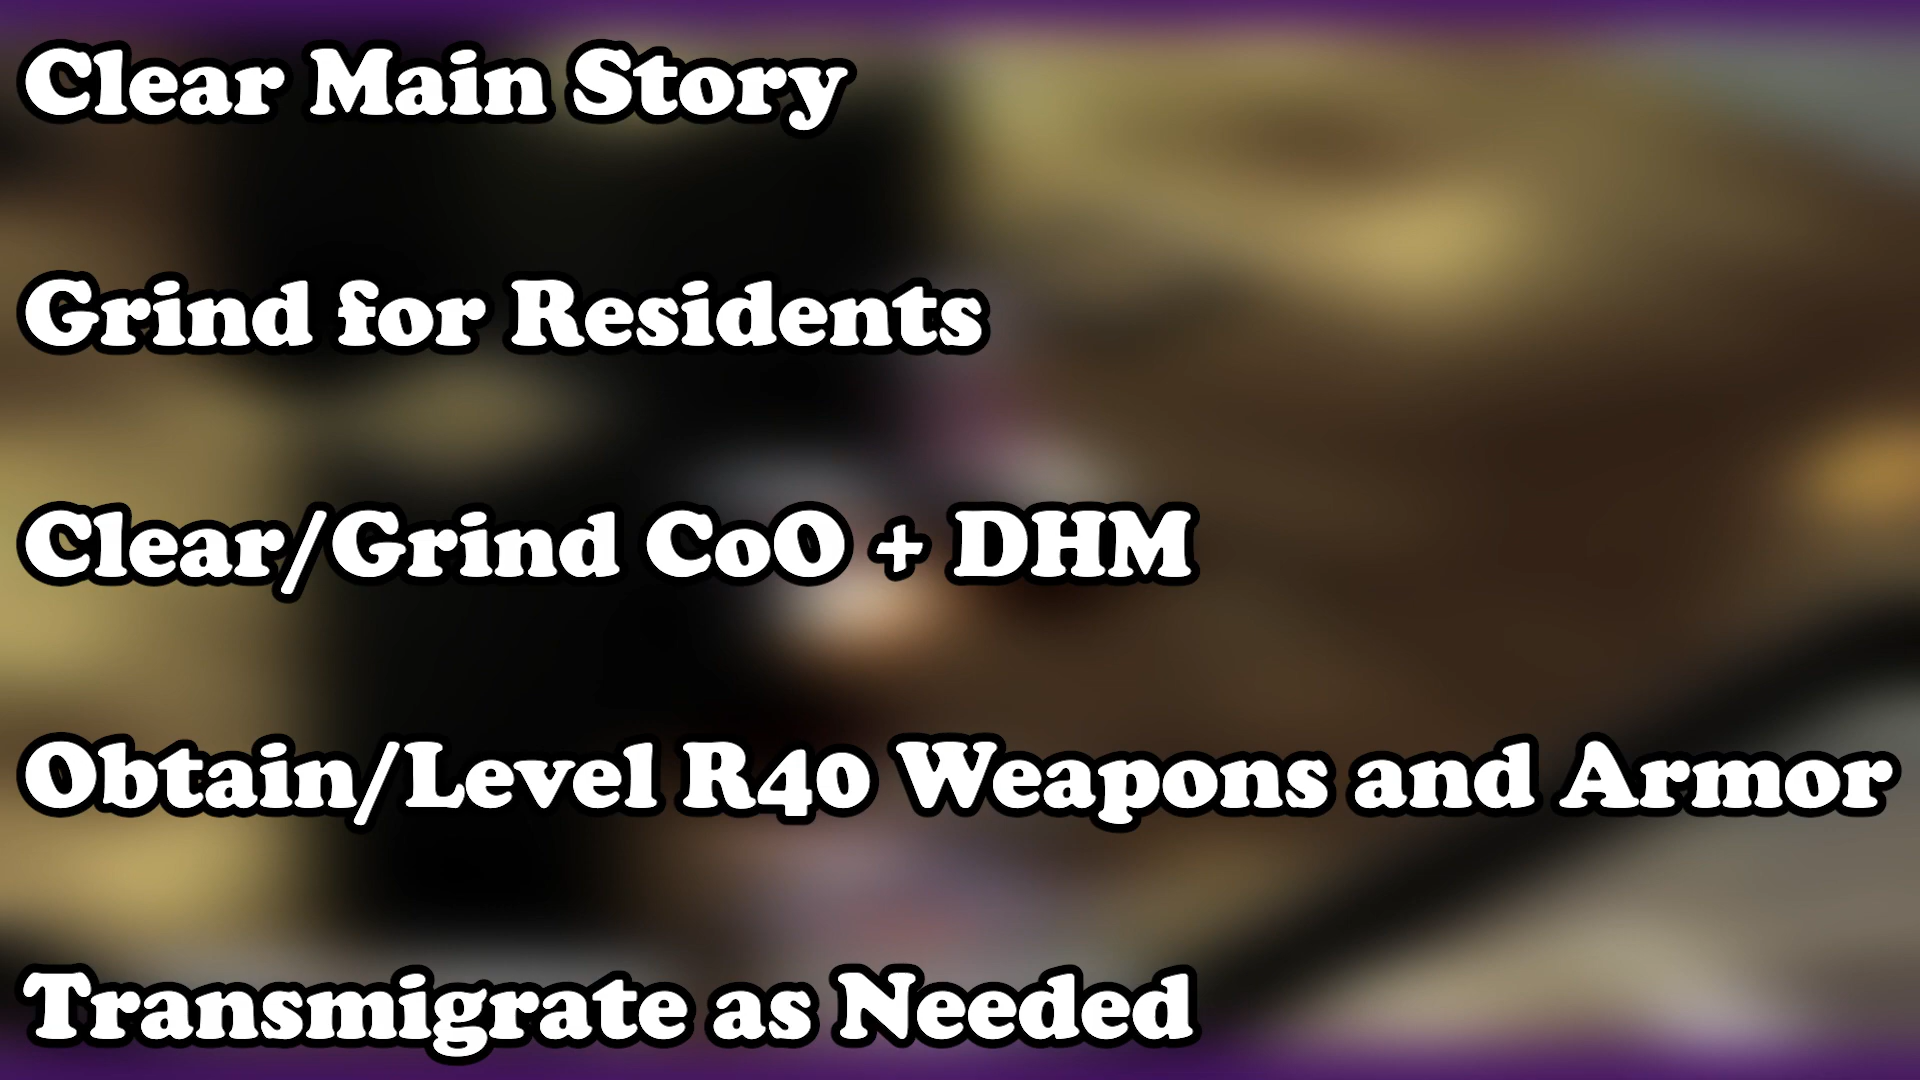 Clear Main Story
Grind for Residents
Clear/Grind CoO + DHM
Obtain/Level R40 Weapons and Armor
Transmigrate as Needed